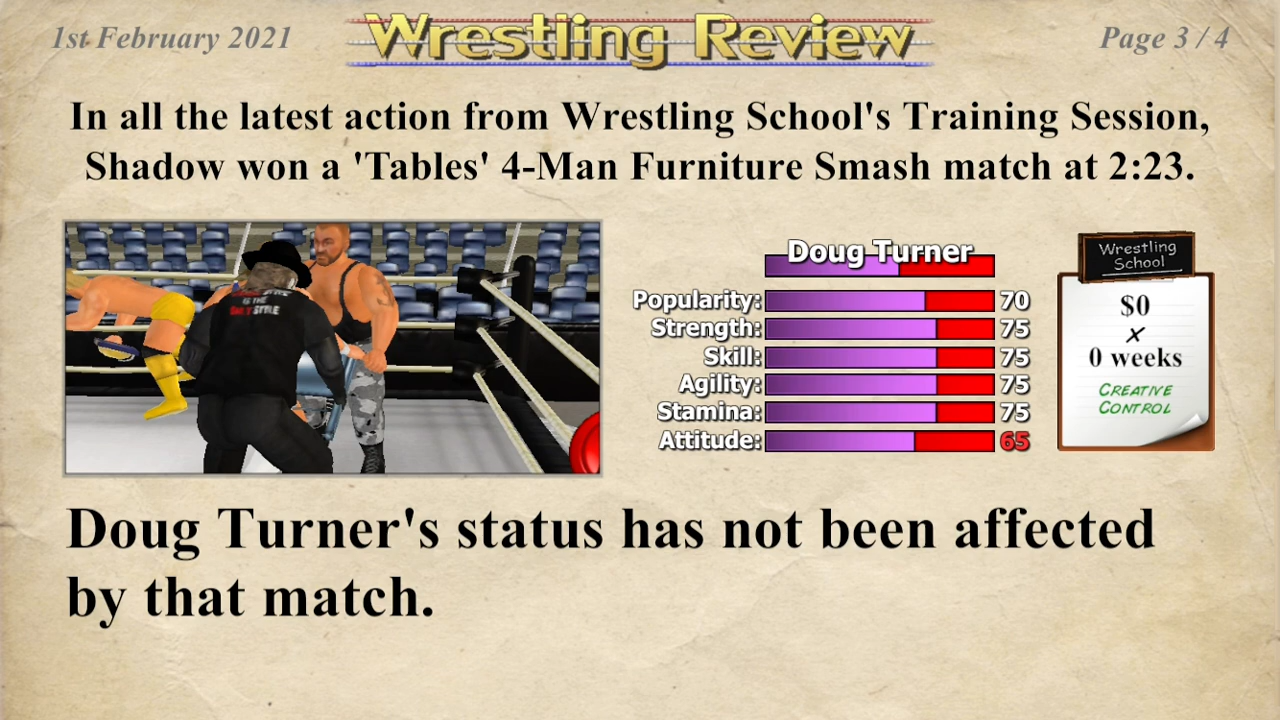 1st February 2021
Wrestling Review
Page 3 / 4
In all the latest action from Wrestling School's Training Session,
Shadow won a 'Tables' 4-Man Furniture Smash match at 2:23.
Doug Turner
Popularity: 70
Strength: 75
Skill: 75
Agility: 75
Stamina: 75
Attitude: 65
Wrestling
School
$0
x
0 weeks
CREATIVE
CONTROL
Doug Turner's status has not been affected
by that match.